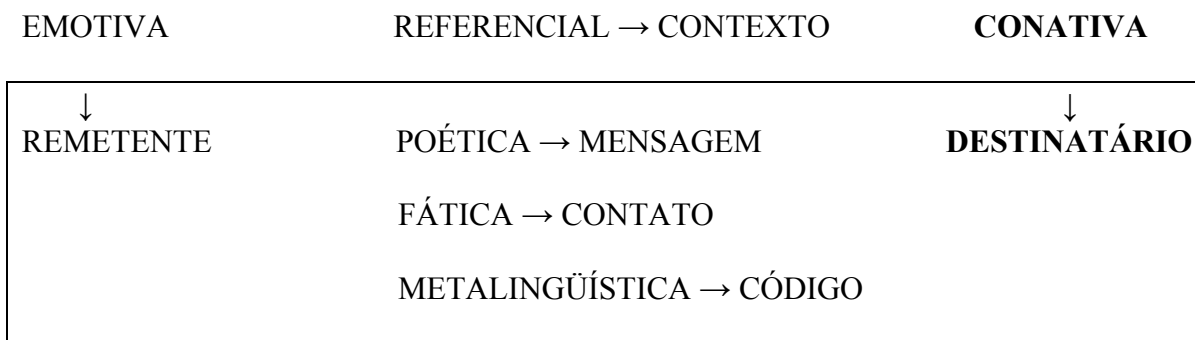 EMOTIVA REFERENCIAL → CONTEXTO CONATIVA
↓ ↓
REMETENTE POÉTICA → MENSAGEM DESTINATÁRIO
FÁTICA → CONTATO
METALINGÜÍSTICA → CÓDIGO